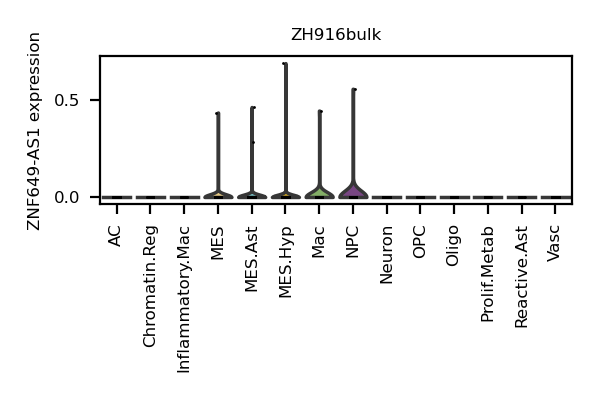 ZH916bulk
ZNF649-AS1 expression
0.5
0.0
AC
Chromatin.Reg
Inflammatory.Mac
MES
MES.Ast
MES.Hyp
Mac
NPC
Neuron
OPC
Oligo
Prolif.Metab
Reactive.Ast
Vasc